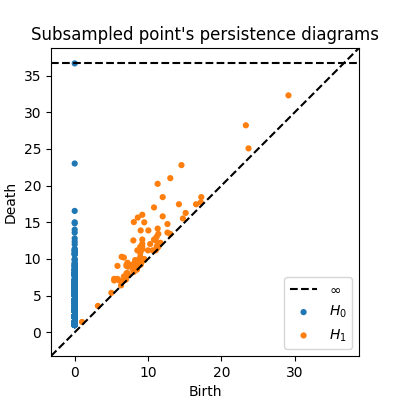 Subsampled point's persistence diagrams
35
30
25
20
15
10
5
0
Death
0 10 20 30
Birth
∞
H₀
H₁